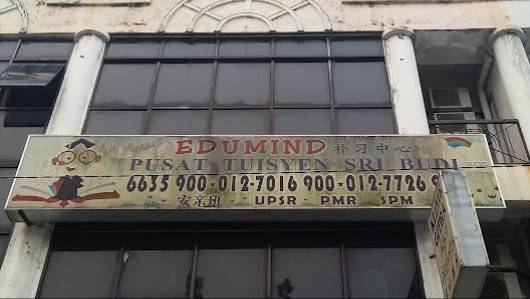 EDUMIND 补习中心
PUSAT TUISYEN SRI BUDI
6635 900 - 012-7016 900 - 012-7726 9
安亲班 - UPSR - PMR - SPM